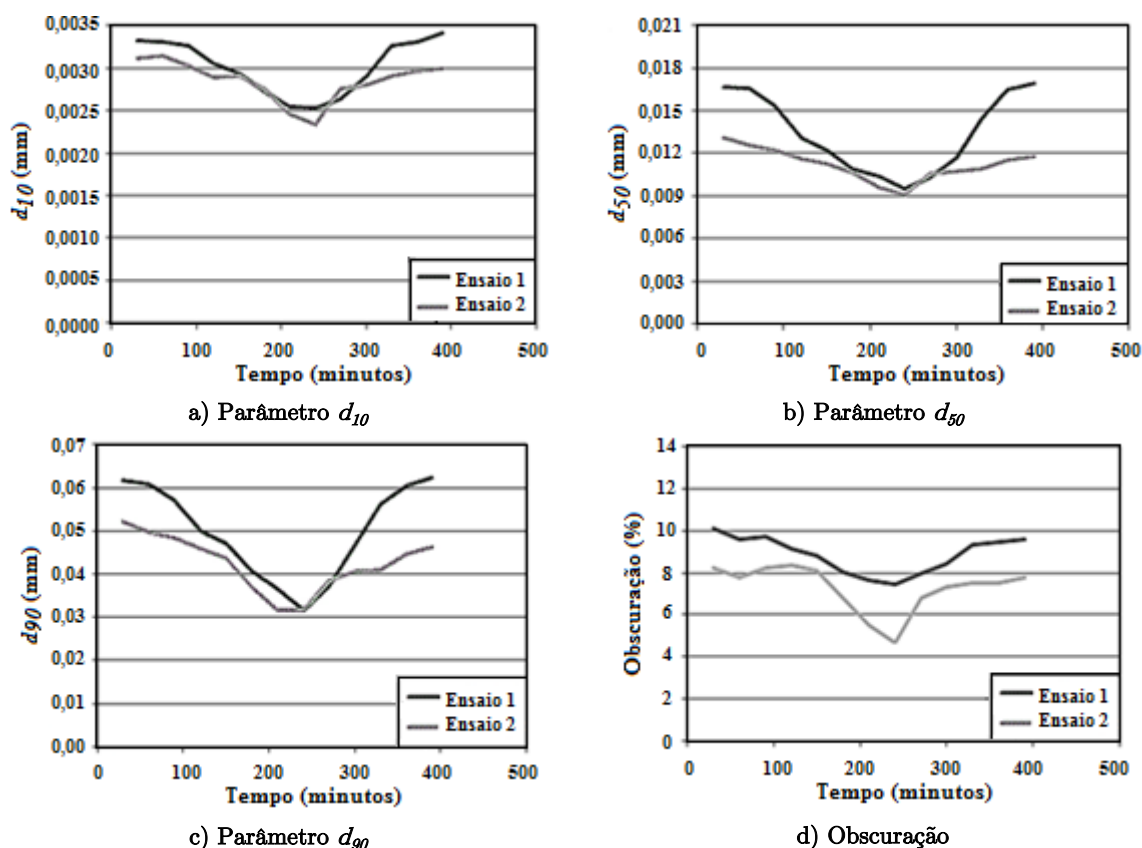 0,0035
0,0030
0,0025
0,0020
0,0015
0,0010
0,0005
0,0000
d10 (mm)
0 100 200 300 400 500
Tempo (minutos)
Ensaio 1
Ensaio 2
a) Parâmetro d10
0,021
0,018
0,015
0,012
0,009
0,006
0,003
0,000
d50 (mm)
0 100 200 300 400 500
Tempo (minutos)
Ensaio 1
Ensaio 2
b) Parâmetro d50
0,07
0,06
0,05
0,04
0,03
0,02
0,01
0,00
d90 (mm)
0 100 200 300 400 500
Tempo (minutos)
Ensaio 1
Ensaio 2
c) Parâmetro d90
14
12
10
8
6
4
2
0
Obscuração (%)
0 100 200 300 400 500
Tempo (minutos)
Ensaio 1
Ensaio 2
d) Obscuração